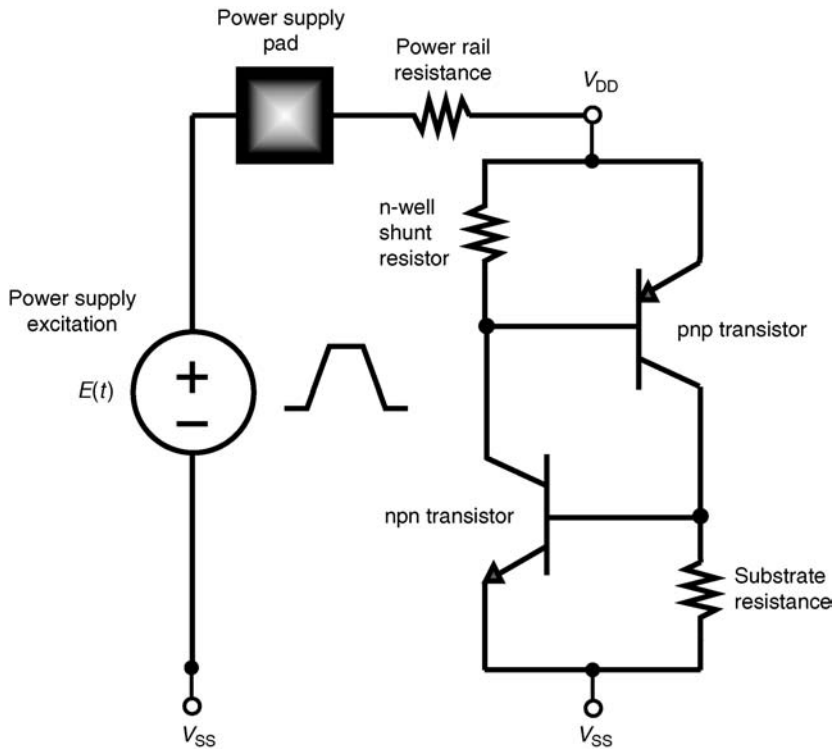 Power supply
pad
Power rail
resistance
V_DD
n-well
shunt
resistor
Power supply
excitation
E(t)
+
−
pnp transistor
npn transistor
Substrate
resistance
V_SS
V_SS